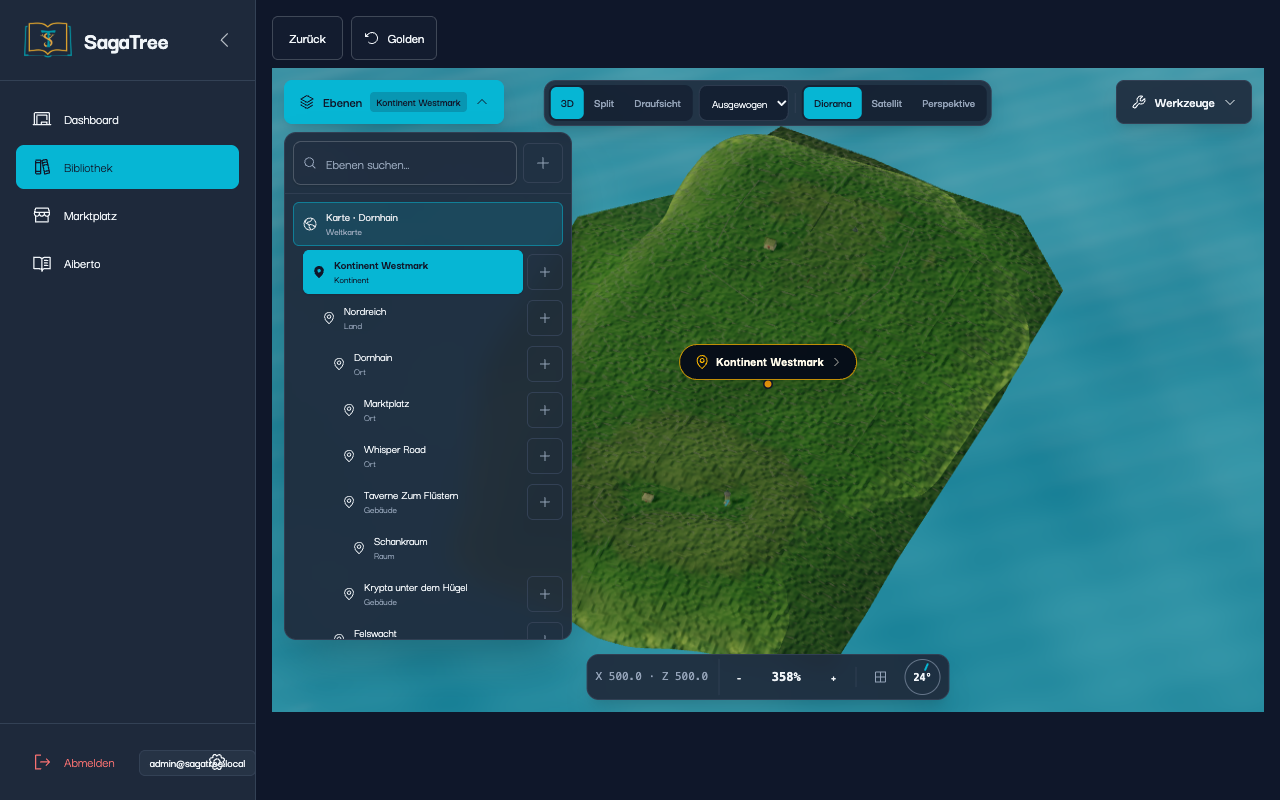 SagaTree
Zurück
Golden
Dashboard
Bibliothek
Marktplatz
Alberto
Ebenen Kontinent Westmark
3D Split Draufsicht
Ausgewogen
Diorama Satellit Perspektive
Werkzeuge
Ebenen suchen...
Karte · Dornhain
Weltkarte
Kontinent Westmark
Kontinent
Nordreich
Land
Dornhain
Ort
Marktplatz
Ort
Whisper Road
Ort
Taverne Zum Flüstern
Gebäude
Schankraum
Raum
Krypta unter dem Hügel
Gebäude
Felswacht
Kontinent Westmark
X 500.0 · Z 500.0 - 358% + 24°
Abmelden
admin@sagatree.local